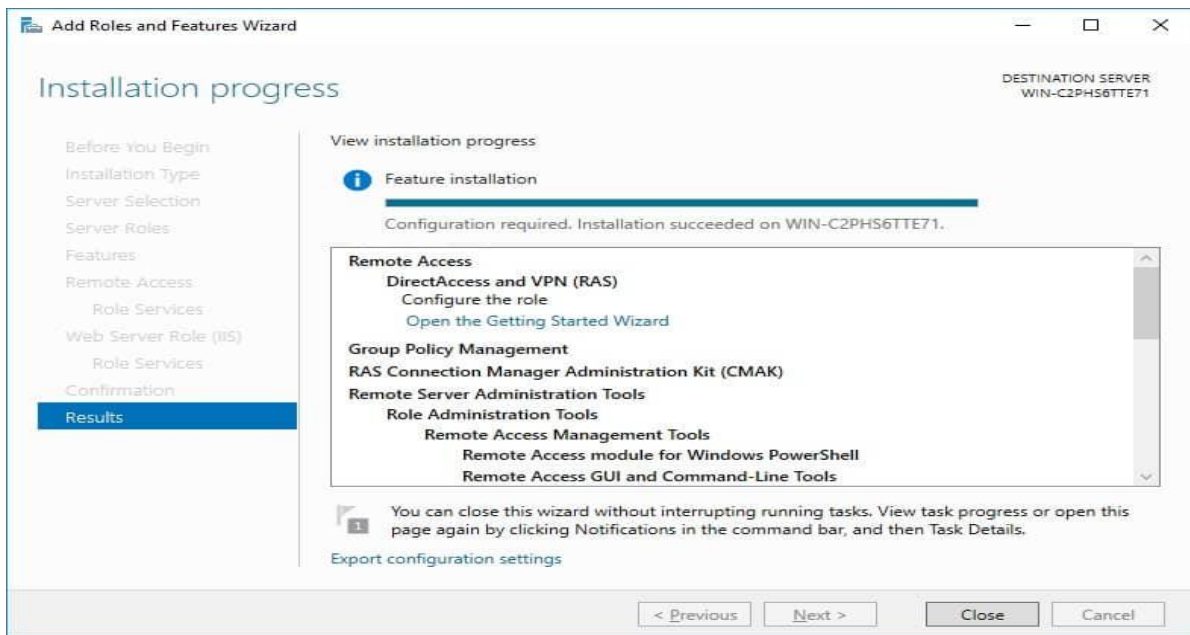 Add Roles and Features Wizard
Installation progress
DESTINATION SERVER
WIN-C2PHS6TTE71
Before You Begin
Installation Type
Server Selection
Server Roles
Features
Remote Access
Role Services
Web Server Role (IIS)
Role Services
Confirmation
Results
View installation progress
Feature installation
Configuration required. Installation succeeded on WIN-C2PHS6TTE71.
Remote Access
DirectAccess and VPN (RAS)
Configure the role
Open the Getting Started Wizard
Group Policy Management
RAS Connection Manager Administration Kit (CMAK)
Remote Server Administration Tools
Role Administration Tools
Remote Access Management Tools
Remote Access module for Windows PowerShell
Remote Access GUI and Command-Line Tools
1
You can close this wizard without interrupting running tasks. View task progress or open this
page again by clicking Notifications in the command bar, and then Task Details.
Export configuration settings
< Previous Next > Close Cancel